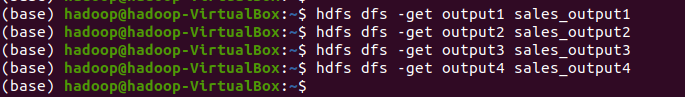 (base) hadoop@hadoop-VirtualBox:~$ hdfs dfs -get output1 sales_output1
(base) hadoop@hadoop-VirtualBox:~$ hdfs dfs -get output2 sales_output2
(base) hadoop@hadoop-VirtualBox:~$ hdfs dfs -get output3 sales_output3
(base) hadoop@hadoop-VirtualBox:~$ hdfs dfs -get output4 sales_output4
(base) hadoop@hadoop-VirtualBox:~$